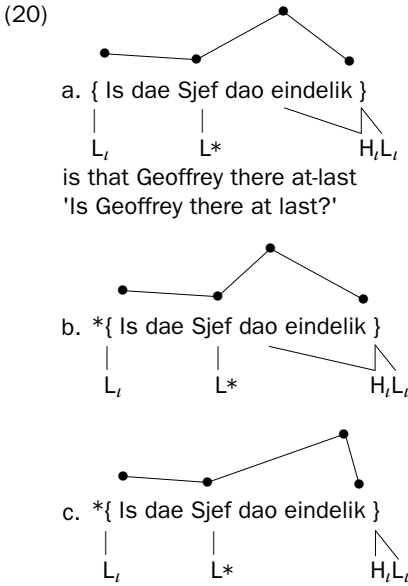 (20)
a. { Is dae Sjef dao eindelik }
Lι L* HιLι
is that Geoffrey there at-last
'Is Geoffrey there at last?'
b. *{ Is dae Sjef dao eindelik }
Lι L* HιLι
c. *{ Is dae Sjef dao eindelik }
Lι L* HιLι